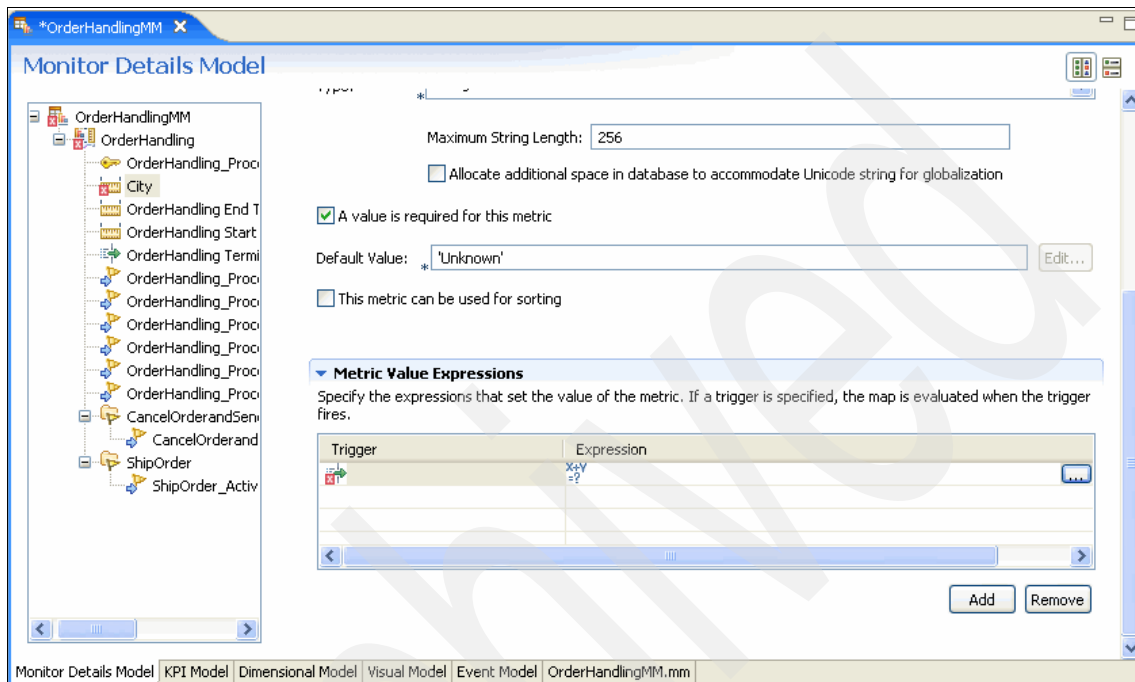 *OrderHandlingMM
Monitor Details Model
OrderHandlingMM
OrderHandling
OrderHandling_Proc
City
OrderHandling End T
OrderHandling Start
OrderHandling Termi
OrderHandling_Proc
OrderHandling_Proc
OrderHandling_Proc
OrderHandling_Proc
OrderHandling_Proc
OrderHandling_Proc
CancelOrderandSen
CancelOrderand
ShipOrder
ShipOrder_Activ
*
Maximum String Length: 256
Allocate additional space in database to accommodate Unicode string for globalization
A value is required for this metric
Default Value: * 'Unknown' Edit...
This metric can be used for sorting
Metric Value Expressions
Specify the expressions that set the value of the metric. If a trigger is specified, the map is evaluated when the trigger
fires.
Trigger Expression
X+Y
=?
...
Add Remove
Monitor Details Model KPI Model Dimensional Model Visual Model Event Model OrderHandlingMM.mm